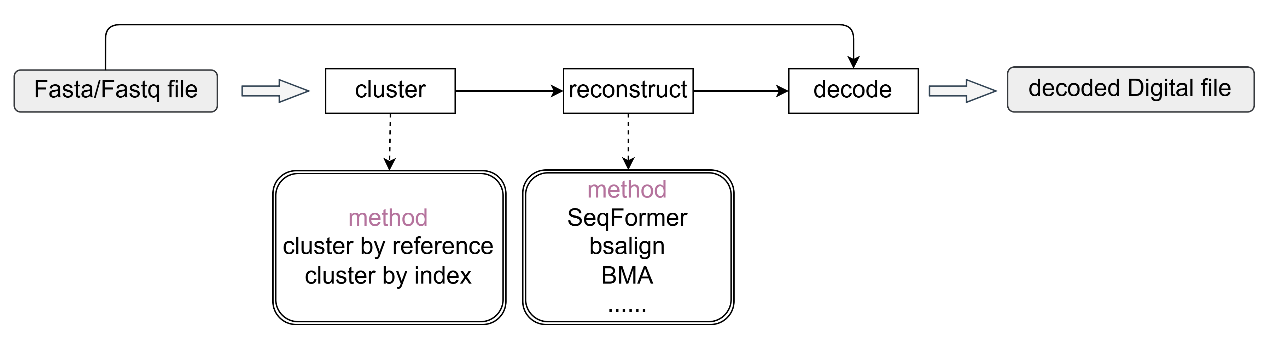 Fasta/Fastq file
cluster
reconstruct
decode
decoded Digital file
method
cluster by reference
cluster by index
method
SeqFormer
bsalign
BMA
......